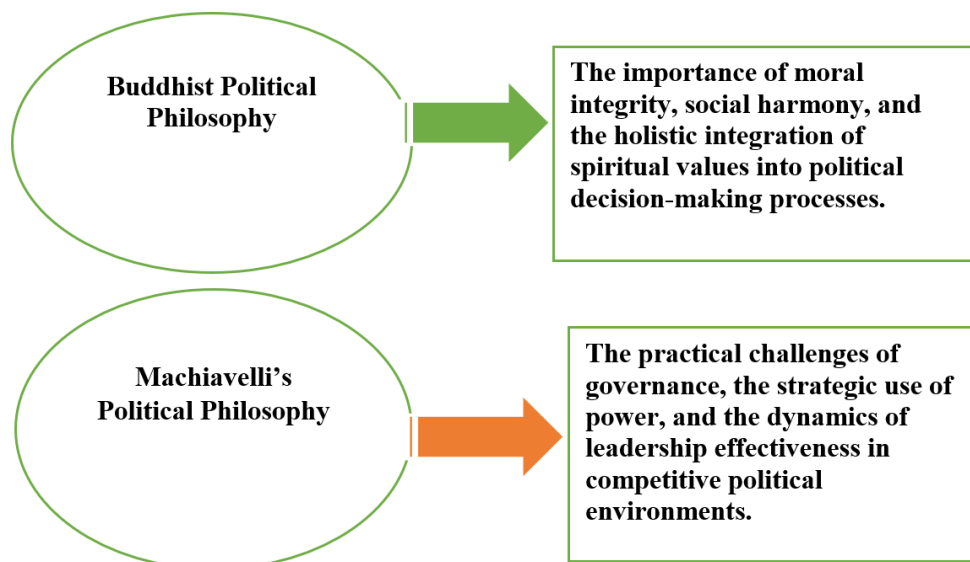 Buddhist Political
Philosophy
The importance of moral
integrity, social harmony, and
the holistic integration of
spiritual values into political
decision-making processes.
Machiavelli’s
Political Philosophy
The practical challenges of
governance, the strategic use of
power, and the dynamics of
leadership effectiveness in
competitive political
environments.